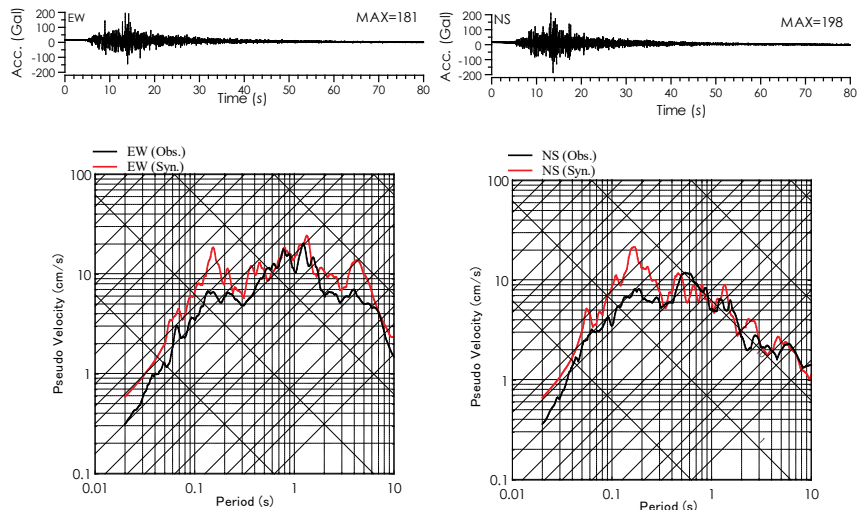 200
100
0
-100
-200
Acc. (Gal)
EW
MAX=181
0 10 20 30 40 50 60 70 80
Time (s)
200
100
0
-100
-200
Acc. (Gal)
NS
MAX=198
0 10 20 30 40 50 60 70 80
Time (s)
EW (Obs.)
EW (Syn.)
100
10
1
0.1
Pseudo Velocity (cm/s)
0.01 0.1 1 10
Period (s)
NS (Obs.)
NS (Syn.)
100
10
1
0.1
Pseudo Velocity (cm/s)
0.01 0.1 1 10
Period (s)